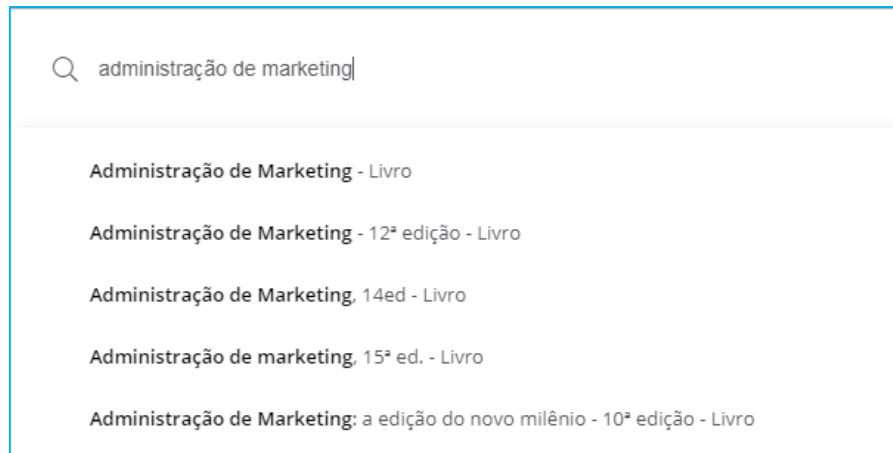 administração de marketing
Administração de Marketing - Livro
Administração de Marketing - 12ª edição - Livro
Administração de Marketing, 14ed - Livro
Administração de marketing, 15ª ed. - Livro
Administração de Marketing: a edição do novo milênio - 10ª edição - Livro